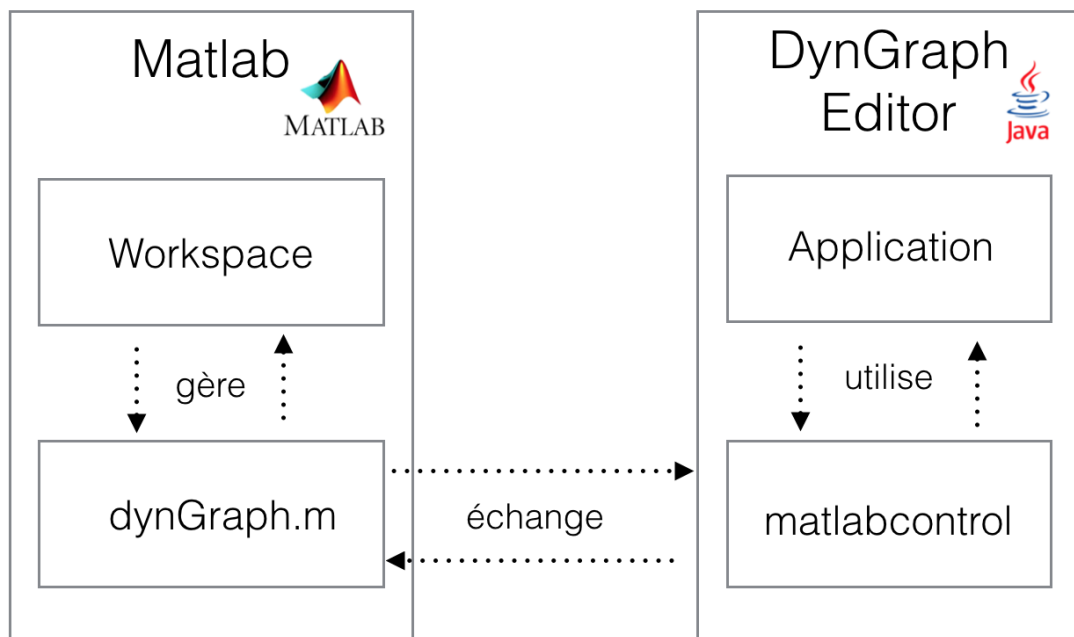 Matlab
MATLAB
Workspace
gère
dynGraph.m
échange
DynGraph
Editor
Java
Application
utilise
matlabcontrol